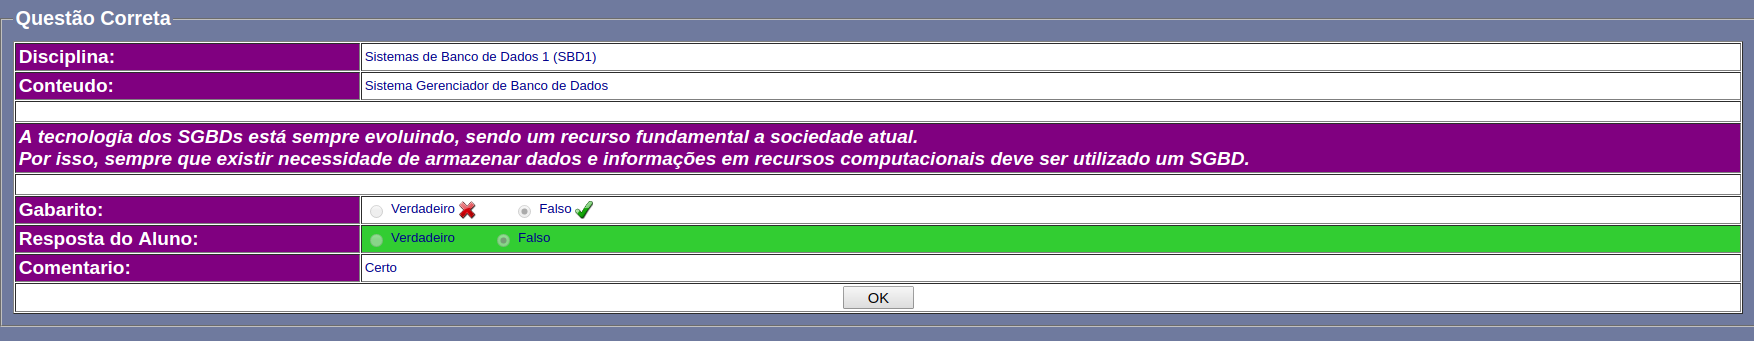 Questão Correta
Disciplina: Sistemas de Banco de Dados 1 (SBD1)
Conteudo: Sistema Gerenciador de Banco de Dados
A tecnologia dos SGBDs está sempre evoluindo, sendo um recurso fundamental a sociedade atual.
Por isso, sempre que existir necessidade de armazenar dados e informações em recursos computacionais deve ser utilizado um SGBD.
Gabarito: Verdadeiro Falso
Resposta do Aluno: Verdadeiro Falso
Comentario: Certo
OK